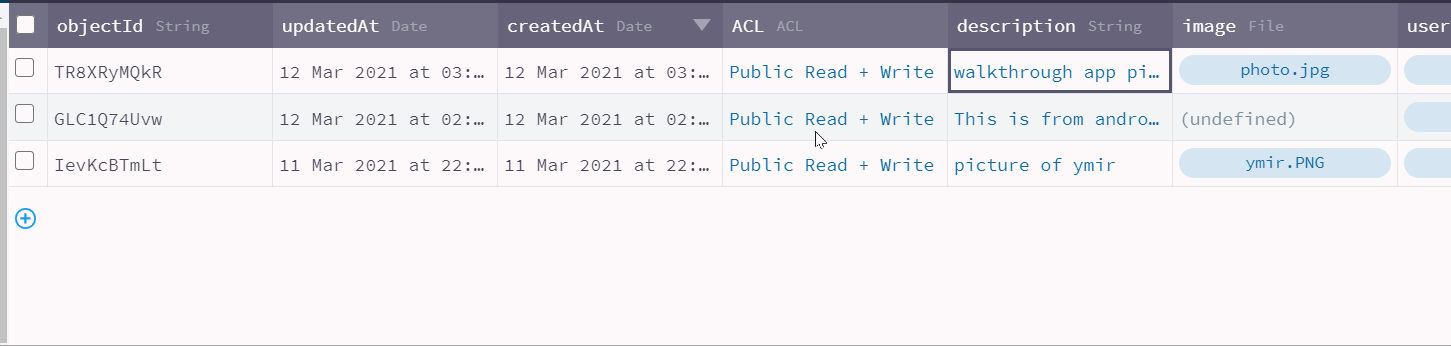 objectId String updatedAt Date createdAt Date ACL ACL description String image File user
TR8XRyMQkR 12 Mar 2021 at 03:… 12 Mar 2021 at 03:… Public Read + Write walkthrough app pi… photo.jpg
GLC1Q74Uvw 12 Mar 2021 at 02:… 12 Mar 2021 at 02:… Public Read + Write This is from andro… (undefined)
IevKcBTmLt 11 Mar 2021 at 22:… 11 Mar 2021 at 22:… Public Read + Write picture of ymir ymir.PNG